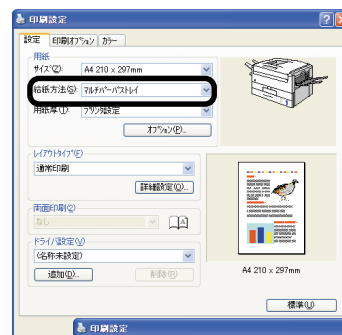 印刷設定
設定 印刷オプション カラー
用紙
サイズ(Z): A4 210 x 297mm
給紙方法(S): マルチパーパストレイ
用紙厚(T): プリンタ設定
オプション(P)...
レイアウトタイプ(E)
通常印刷
詳細設定(O)...
両面印刷(2)
なし
A
ドライバ設定(V)
(名称未設定)
追加(D)... 削除(R)
A4 210 x 297mm
標準(U)
印刷設定